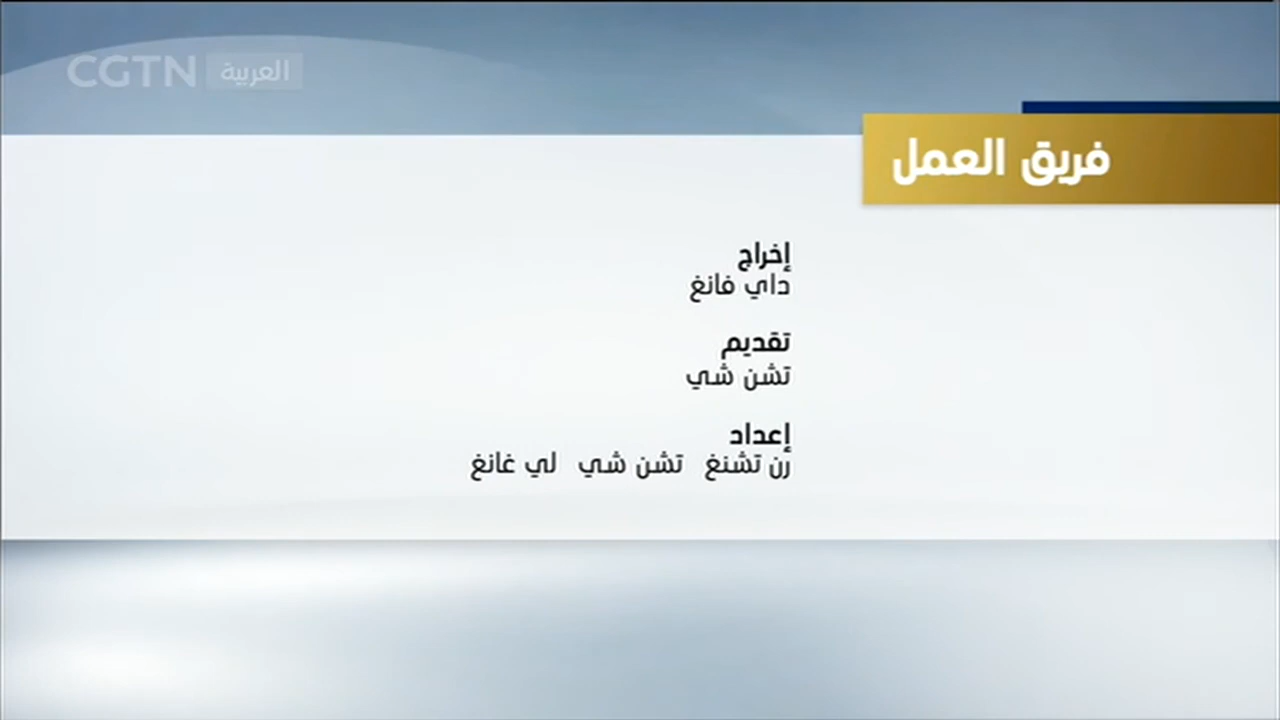 CGTN العربية
فريق العمل
إخراج
داي فانغ
تقديم
تشن شي
إعداد
رن تشنغ تشن شي لي غانغ